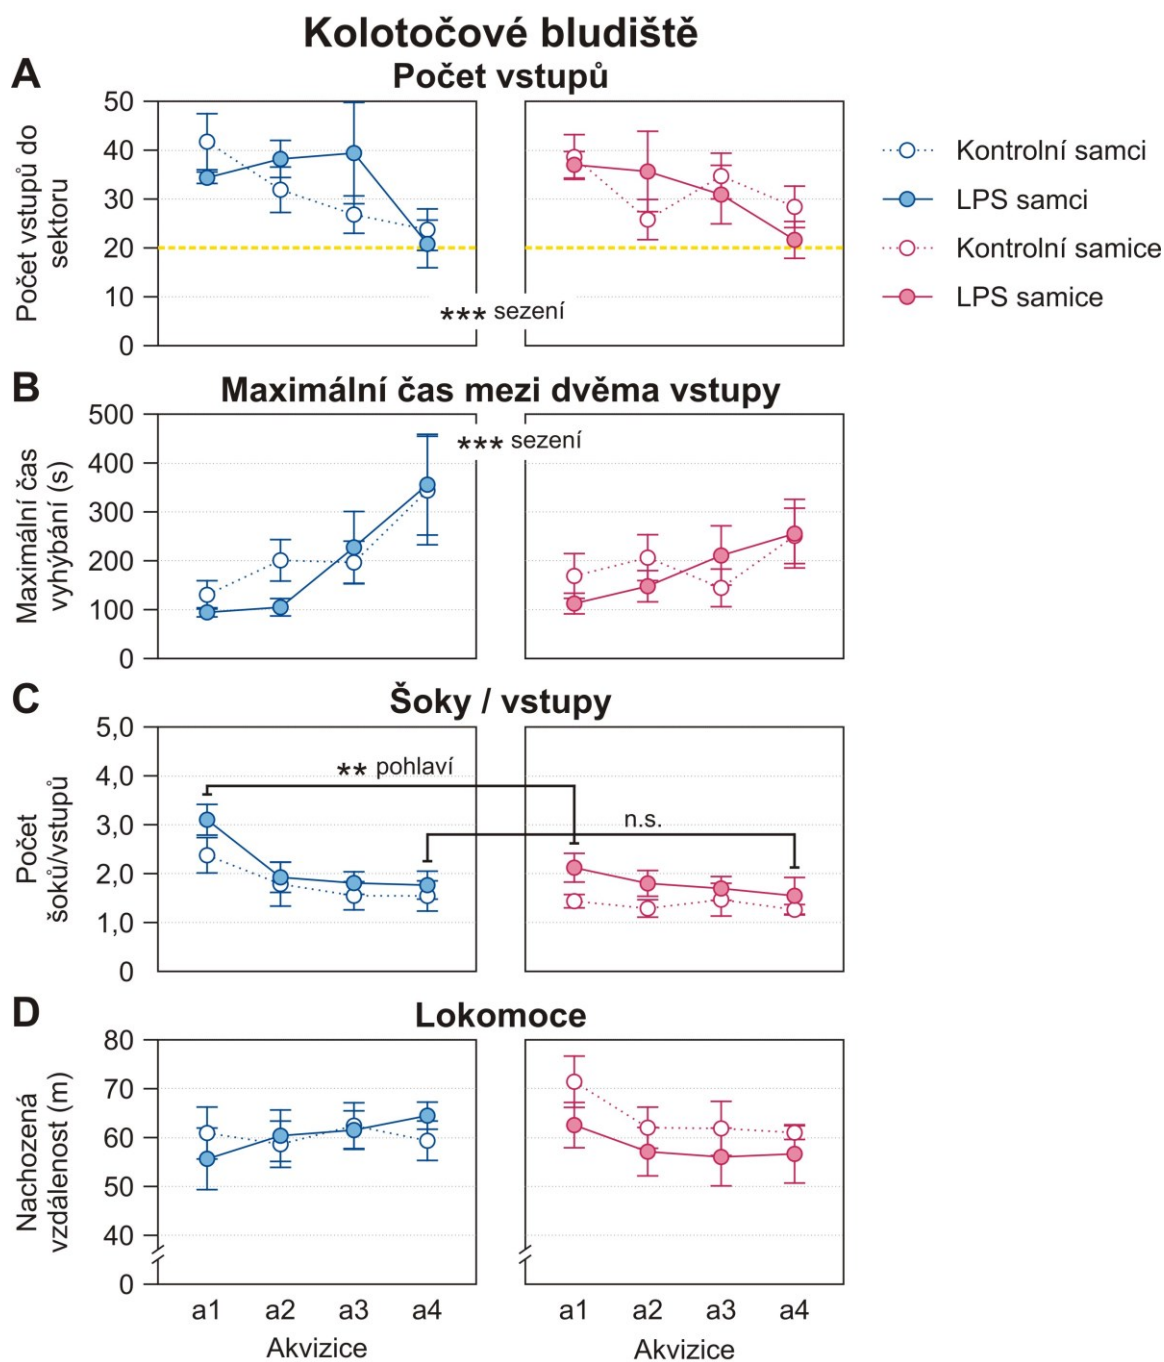 Kolotočové bludiště
A
Počet vstupů
Počet vstupů do
sektoru
50
40
30
20
10
0
*** sezení
Kontrolní samci
LPS samci
Kontrolní samice
LPS samice
B
Maximální čas mezi dvěma vstupy
Maximální čas
vyhýbání (s)
500
400
300
200
100
0
*** sezení
C
Šoky / vstupy
Počet
šoků/vstupů
5,0
4,0
3,0
2,0
1,0
0
** pohlaví
n.s.
D
Lokomoce
Nachozená
vzdálenost (m)
80
70
60
50
40
0
a1 a2 a3 a4
Akvizice
a1 a2 a3 a4
Akvizice